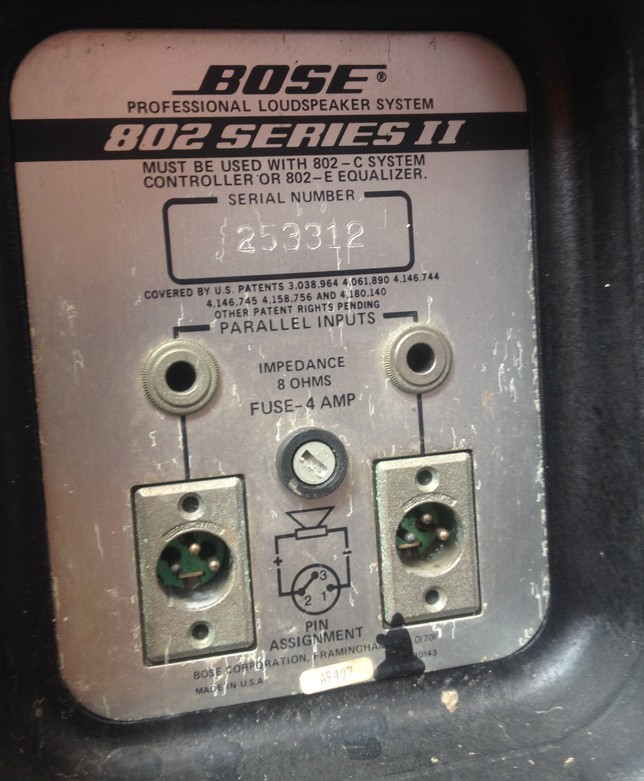 BOSE®
PROFESSIONAL LOUDSPEAKER SYSTEM
802 SERIES II
MUST BE USED WITH 802-C SYSTEM
CONTROLLER OR 802-E EQUALIZER.
SERIAL NUMBER
253312
COVERED BY U.S. PATENTS 3,038,964 4,061,890 4,146,744
4,146,745 4,158,756 AND 4,180,140
OTHER PATENT RIGHTS PENDING
PARALLEL INPUTS
IMPEDANCE
8 OHMS
FUSE-4 AMP
+ -
3
2 1
PIN
ASSIGNMENT
BOSE CORPORATION, FRAMINGHAM
MADE IN U.S.A.